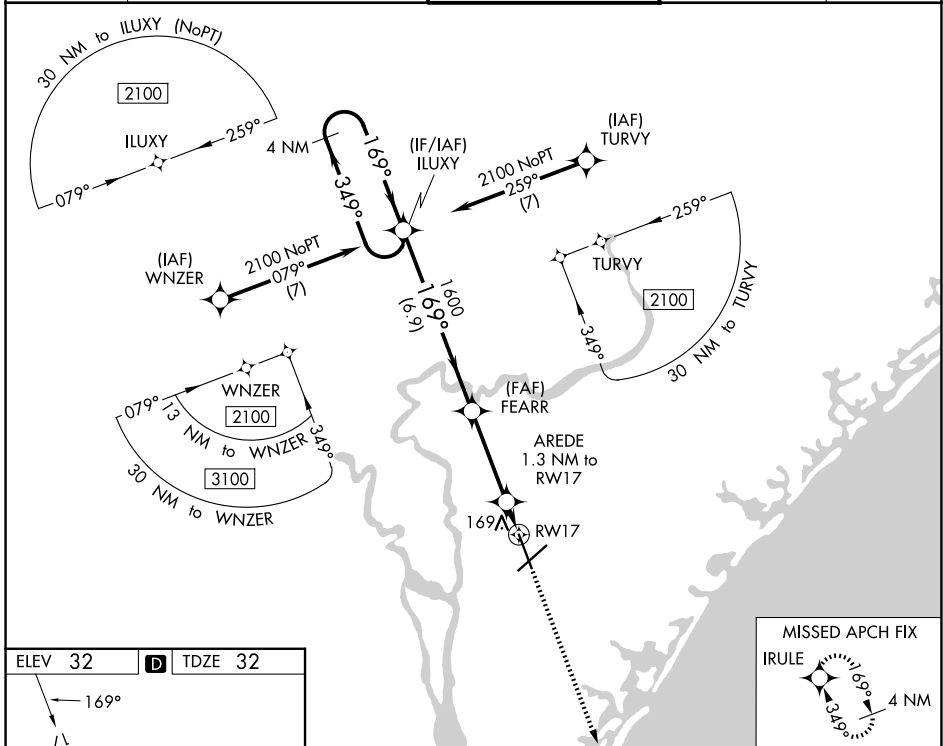 30 NM to ILUXY (NoPT)
2100
ILUXY
259°
079°
4 NM
169°
349°
(IF/IAF)
ILUXY
(IAF)
TURVY
2100 NoPT
259°
(7)
(IAF)
WNZER
2100 NoPT
079°
(7)
259°
TURVY
2100
349°
30 NM to TURVY
1600
169°
(6.9)
WNZER
079°
2100
13 NM to WNZER
349°
3100
30 NM to WNZER
(FAF)
FEARR
AREDE
1.3 NM to
RW17
169
RW17
MISSED APCH FIX
IRULE
169°
349°
4 NM
ELEV 32
D
TDZE 32
169°